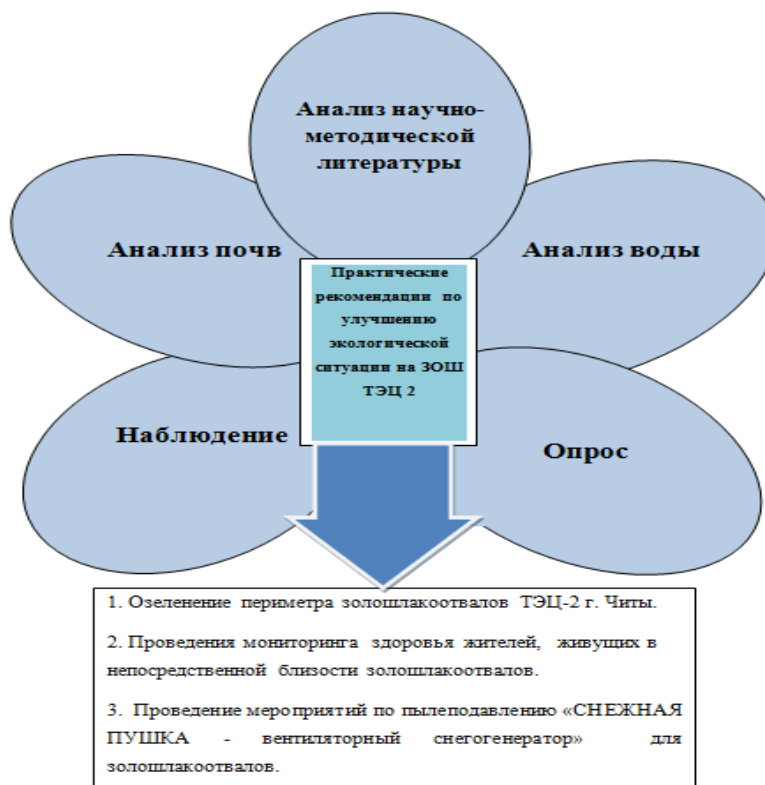 Анализ научно-
методической
литературы
Анализ почв
Анализ воды
Практические
рекомендации по
улучшению
экологической
ситуации на ЗОШ
ТЭЦ 2
Наблюдение
Опрос
1. Озеленение периметра золошлакоотвалов ТЭЦ-2 г. Читы.
2. Проведения мониторинга здоровья жителей, живущих в
непосредственной близости золошлакоотвалов.
3. Проведение мероприятий по пылеподавлению «СНЕЖНАЯ
ПУШКА - вентиляторный снегогенератор» для
золошлакоотвалов.